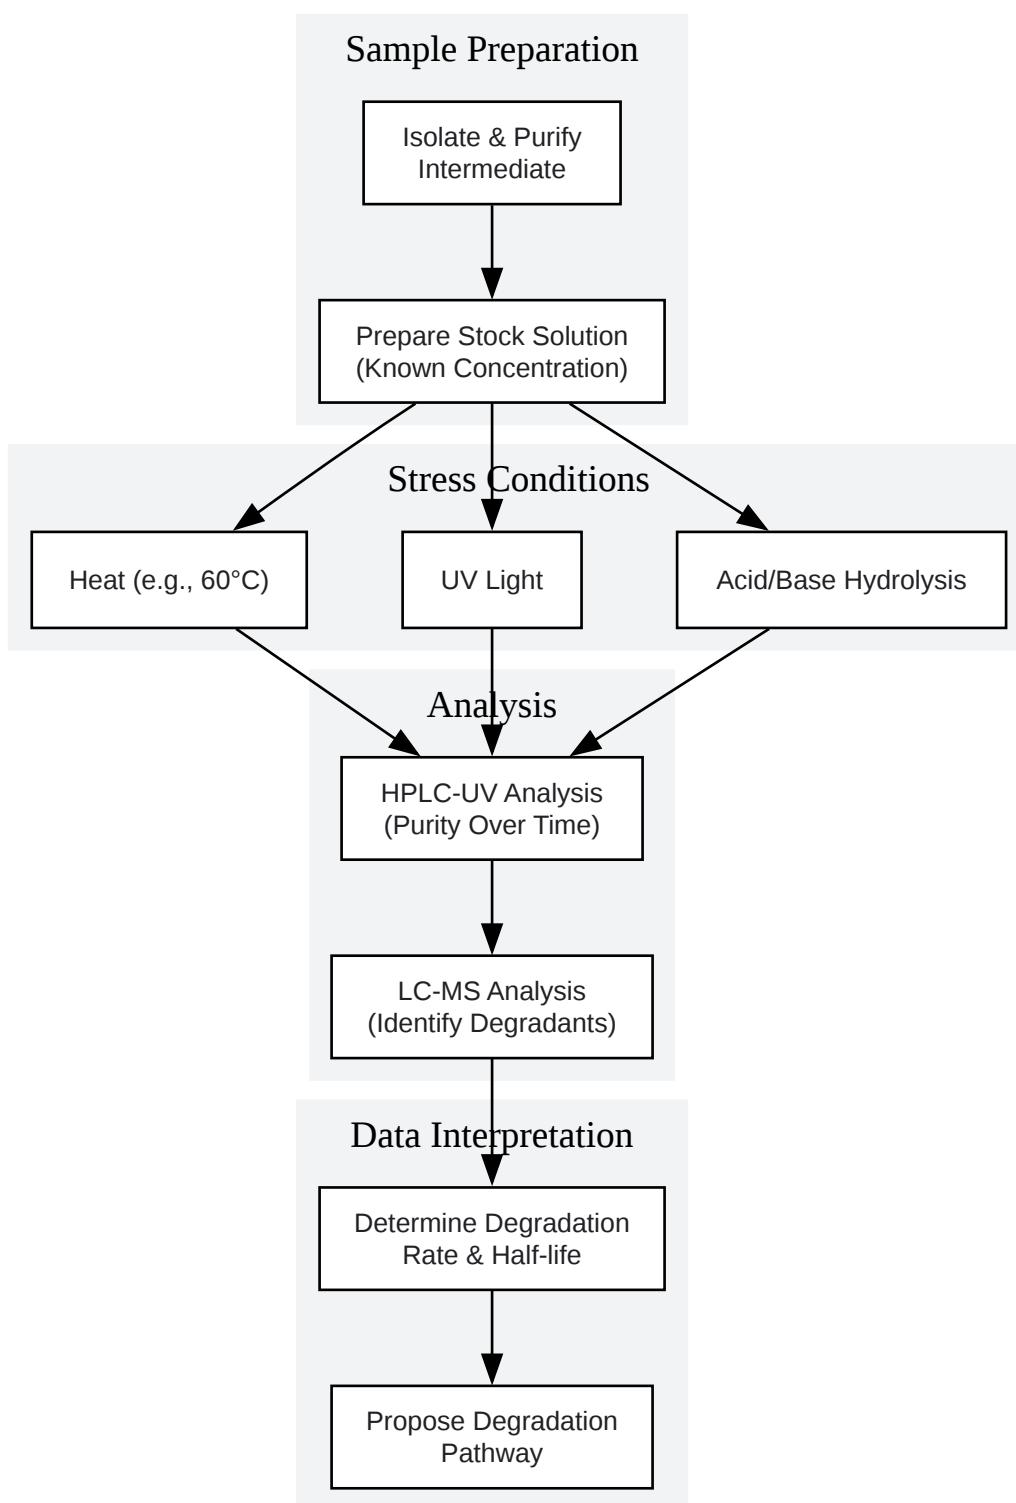 Sample Preparation
Isolate & Purify
Intermediate
Prepare Stock Solution
(Known Concentration)
Stress Conditions
Heat (e.g., 60°C)
UV Light
Acid/Base Hydrolysis
Analysis
HPLC-UV Analysis
(Purity Over Time)
LC-MS Analysis
(Identify Degradants)
Data Interpretation
Determine Degradation
Rate & Half-life
Propose Degradation
Pathway